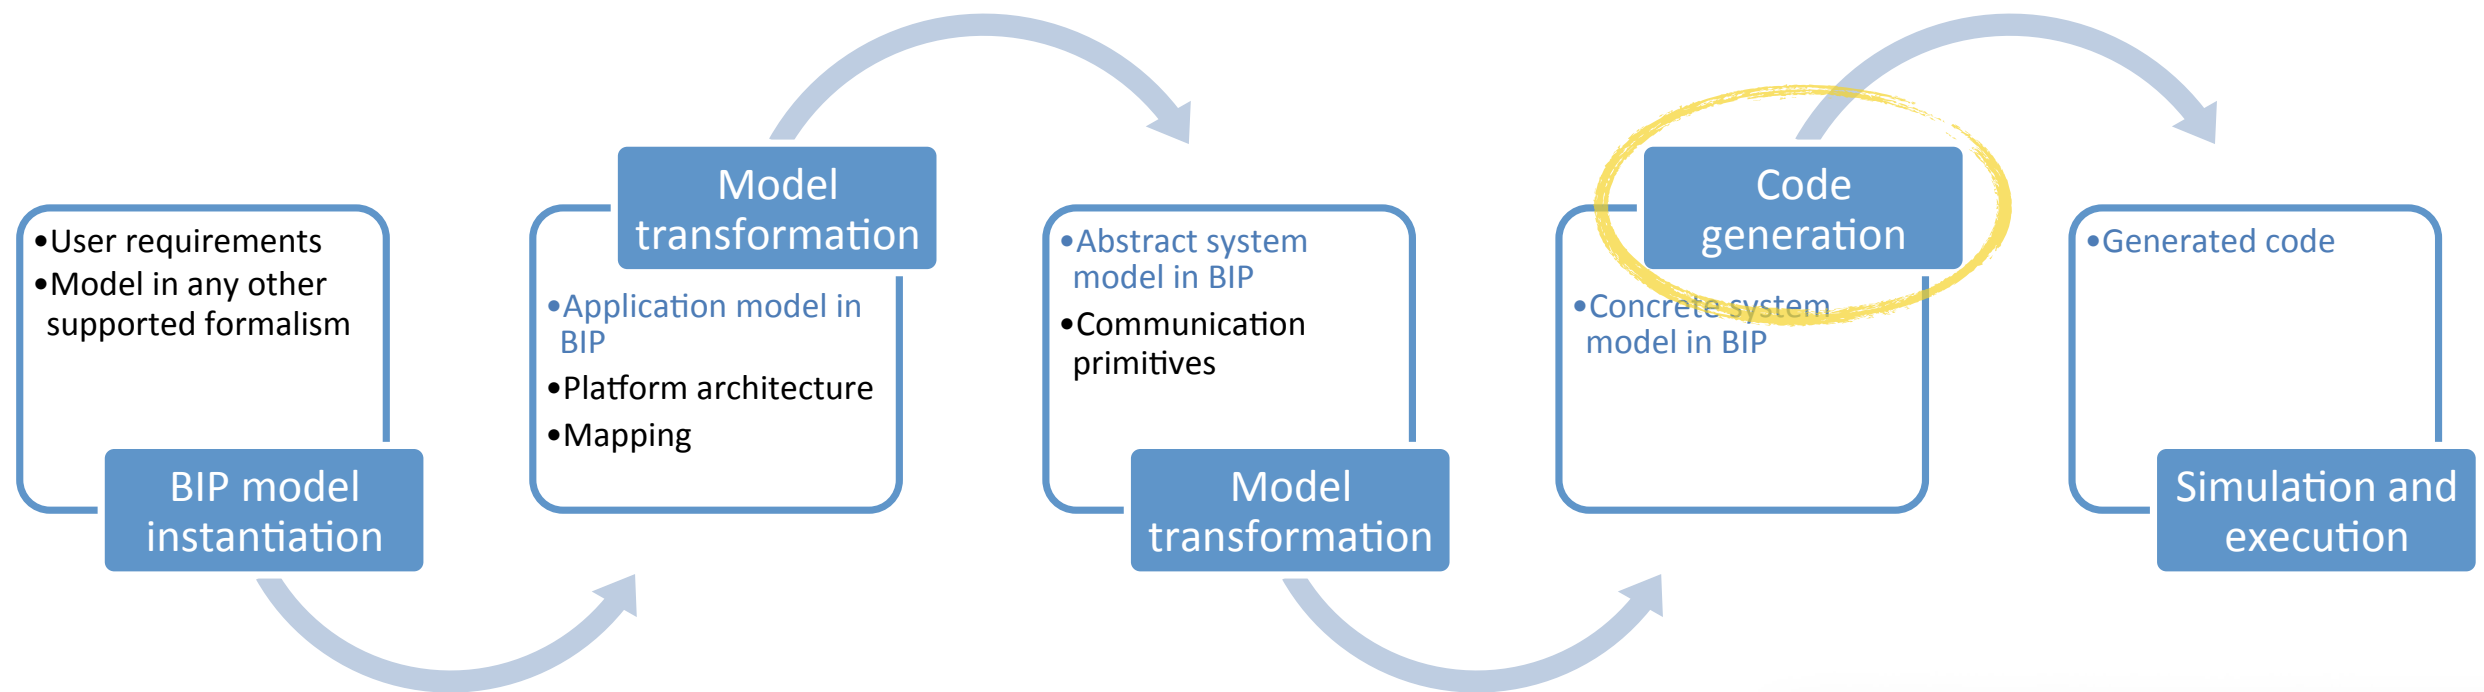 •User requirements
•Model in any other
supported formalism
BIP model
instantiation
Model
transformation
•Application model in
BIP
•Platform architecture
•Mapping
•Abstract system
model in BIP
•Communication
primitives
Model
transformation
Code
generation
•Concrete system
model in BIP
•Generated code
Simulation and
execution